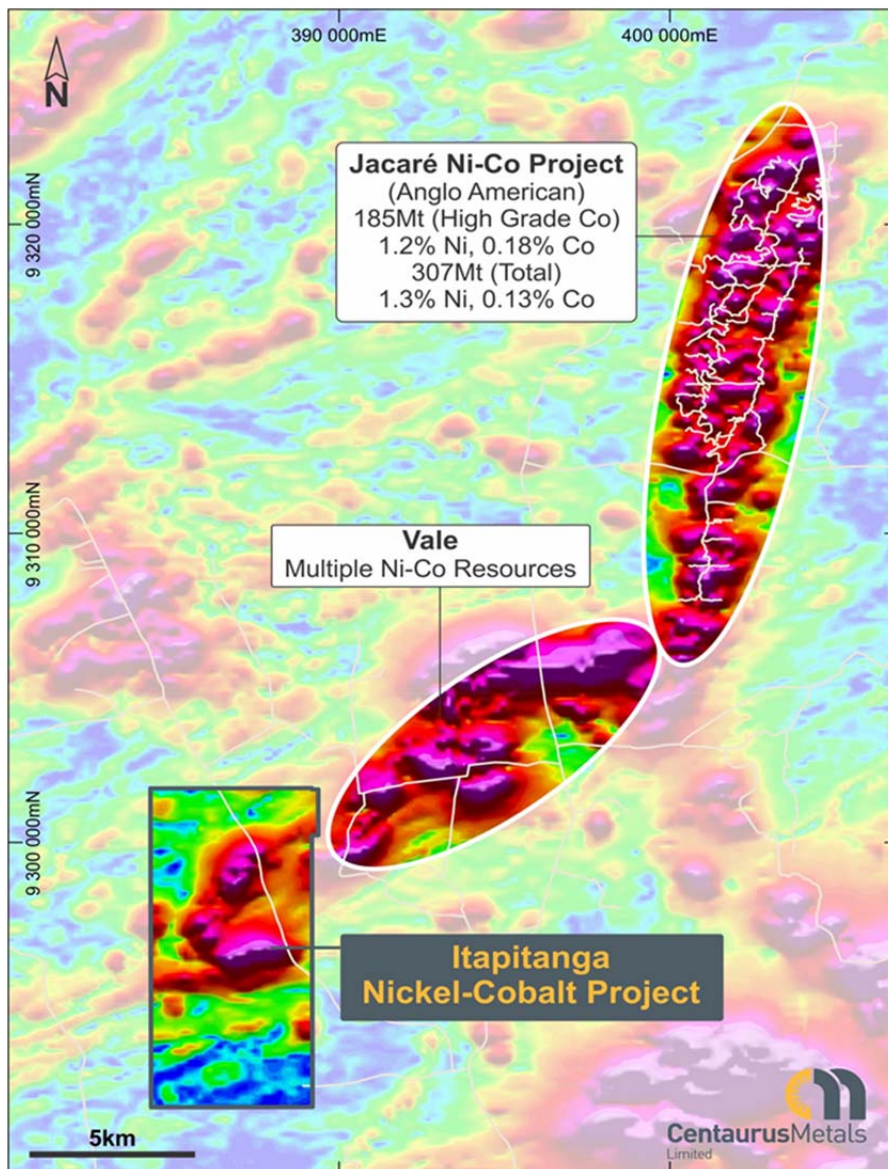 390 000mE
400 000mE
N
9 320 000mN
9 310 000mN
9 300 000mN
Jacaré Ni-Co Project
(Anglo American)
185Mt (High Grade Co)
1.2% Ni, 0.18% Co
307Mt (Total)
1.3% Ni, 0.13% Co
Vale
Multiple Ni-Co Resources
Itapitanga
Nickel-Cobalt Project
5km
CentaurusMetals
Limited